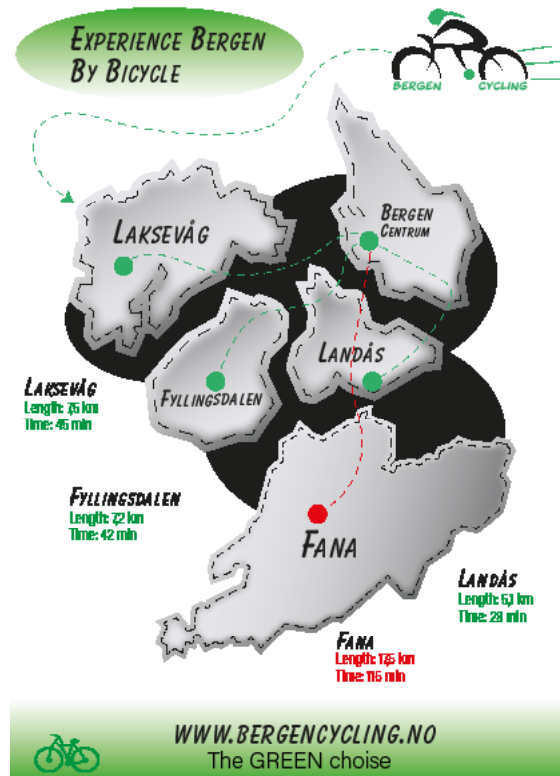 Experience Bergen
By Bicycle
BERGEN CYCLING
Laksevåg
Bergen
Centrum
Landås
Fyllingsdalen
Fana
Laksevåg
Length: 7,5 km
Time: 45 min
Fyllingsdalen
Length: 7,2 km
Time: 42 min
Landås
Length: 5,1 km
Time: 28 min
Fana
Length: 17,5 km
Time: 115 min
WWW.BERGENCYCLING.NO
The GREEN choise